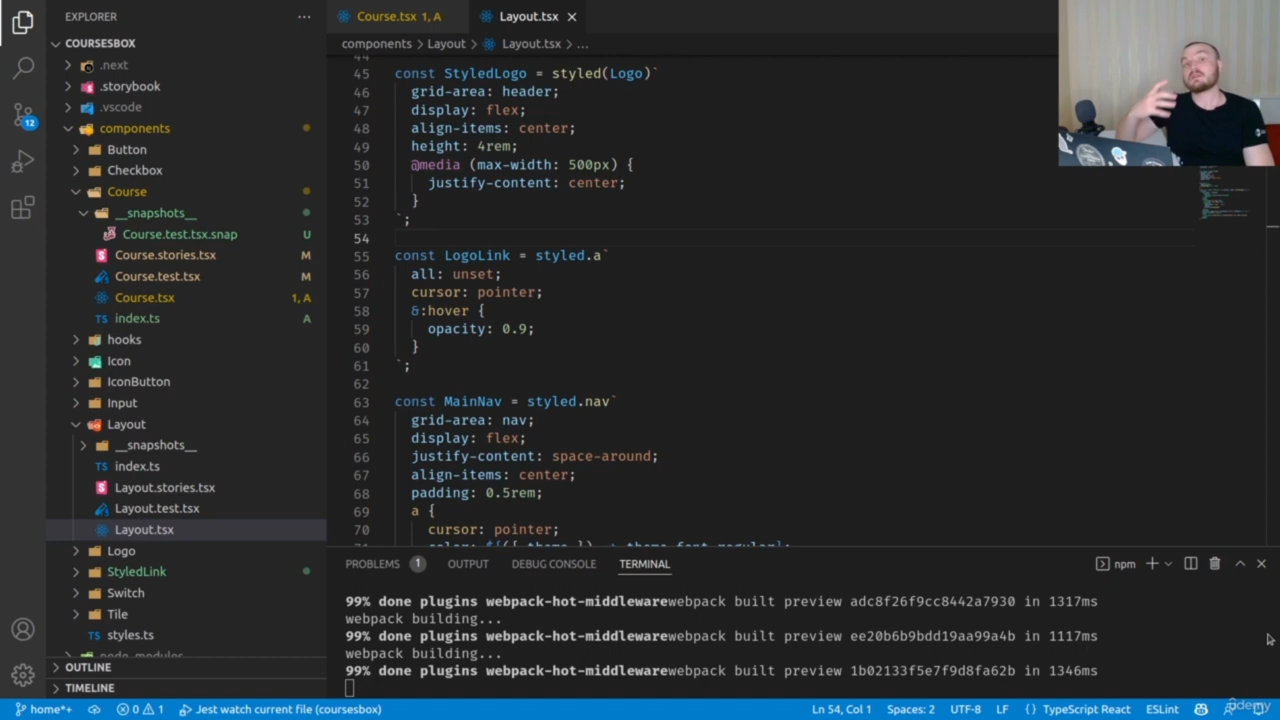 EXPLORER
COURSESBOX
.next
.storybook
.vscode
components
Button
Checkbox
Course
__snapshots__
Course.test.tsx.snap U
Course.stories.tsx M
Course.test.tsx M
Course.tsx 1, A
index.ts A
hooks
Icon
IconButton
Input
Layout
__snapshots__
index.ts
Layout.stories.tsx
Layout.test.tsx
Layout.tsx
Logo
StyledLink
Switch
Tile
styles.ts
node_modules
OUTLINE
TIMELINE
12
Course.tsx 1, A
Layout.tsx
components > Layout > Layout.tsx > ...
44
45 const StyledLogo = styled(Logo)`
46 grid-area: header;
47 display: flex;
48 align-items: center;
49 height: 4rem;
50 @media (max-width: 500px) {
51 justify-content: center;
52 }
53 `;
54
55 const LogoLink = styled.a`
56 all: unset;
57 cursor: pointer;
58 &:hover {
59 opacity: 0.9;
60 }
61 `;
62
63 const MainNav = styled.nav`
64 grid-area: nav;
65 display: flex;
66 justify-content: space-around;
67 align-items: center;
68 padding: 0.5rem;
69 a {
70 cursor: pointer;
71 color: ${({ theme }) => theme.font.regular};
PROBLEMS 1 OUTPUT DEBUG CONSOLE TERMINAL npm
99% done plugins webpack-hot-middlewarewebpack built preview adc8f26f9cc8442a7930 in 1317ms
webpack building...
99% done plugins webpack-hot-middlewarewebpack built preview ee20b6b9bdd19aa99a4b in 1117ms
webpack building...
99% done plugins webpack-hot-middlewarewebpack built preview 1b02133f5e7f9d8fa62b in 1346ms
home*+ 0 1 Jest watch current file (coursesbox) Ln 54, Col 1 Spaces: 2 UTF-8 LF {} TypeScript React ESLint
udemy